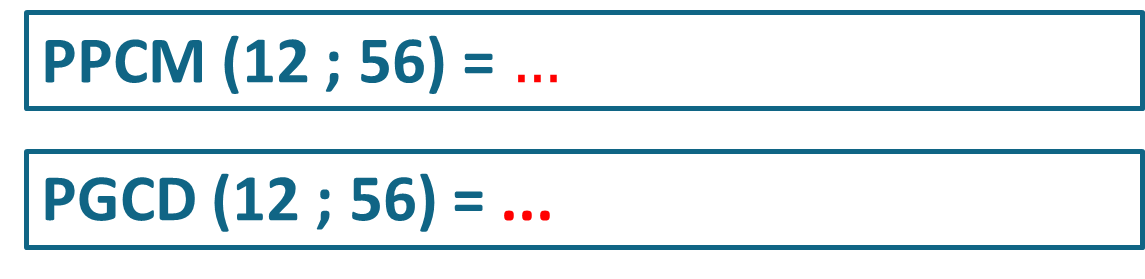 PPCM (12 ; 56) = ...
PGCD (12 ; 56) = ...